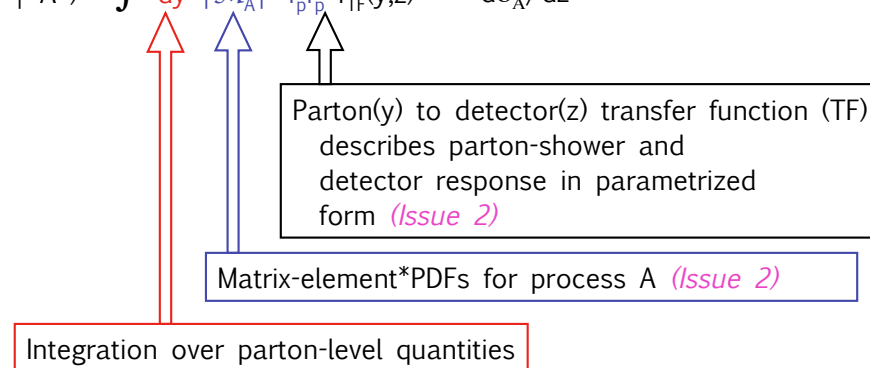 Parton(y) to detector(z) transfer function (TF)
describes parton-shower and
detector response in parametrized
form (Issue 2)
Matrix-element*PDFs for process A (Issue 2)
Integration over parton-level quantities